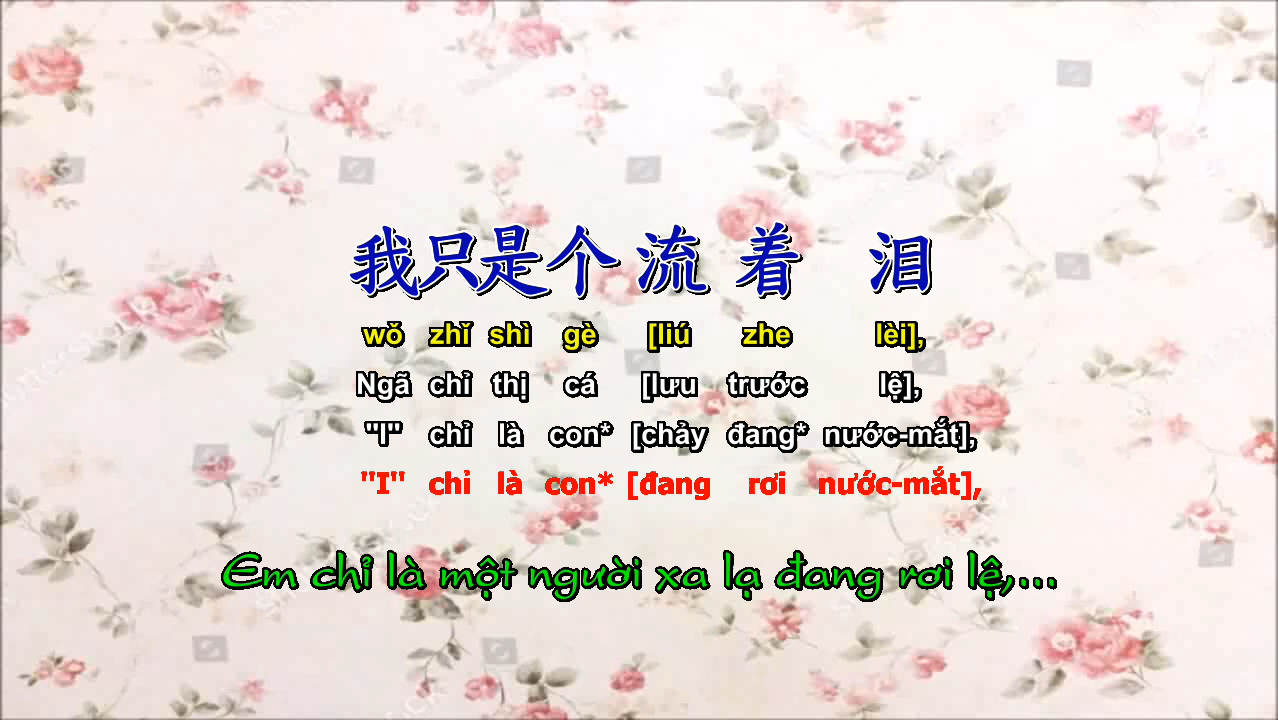 我只是个流着泪
wǒ zhǐ shì gè [liú zhe lèi],
Ngã chỉ thị cá [lưu trước lệ],
"I" chỉ là con* [chảy đang* nước-mắt],
"I" chỉ là con* [đang rơi nước-mắt],
Em chỉ là một người xa lạ đang rơi lệ,...